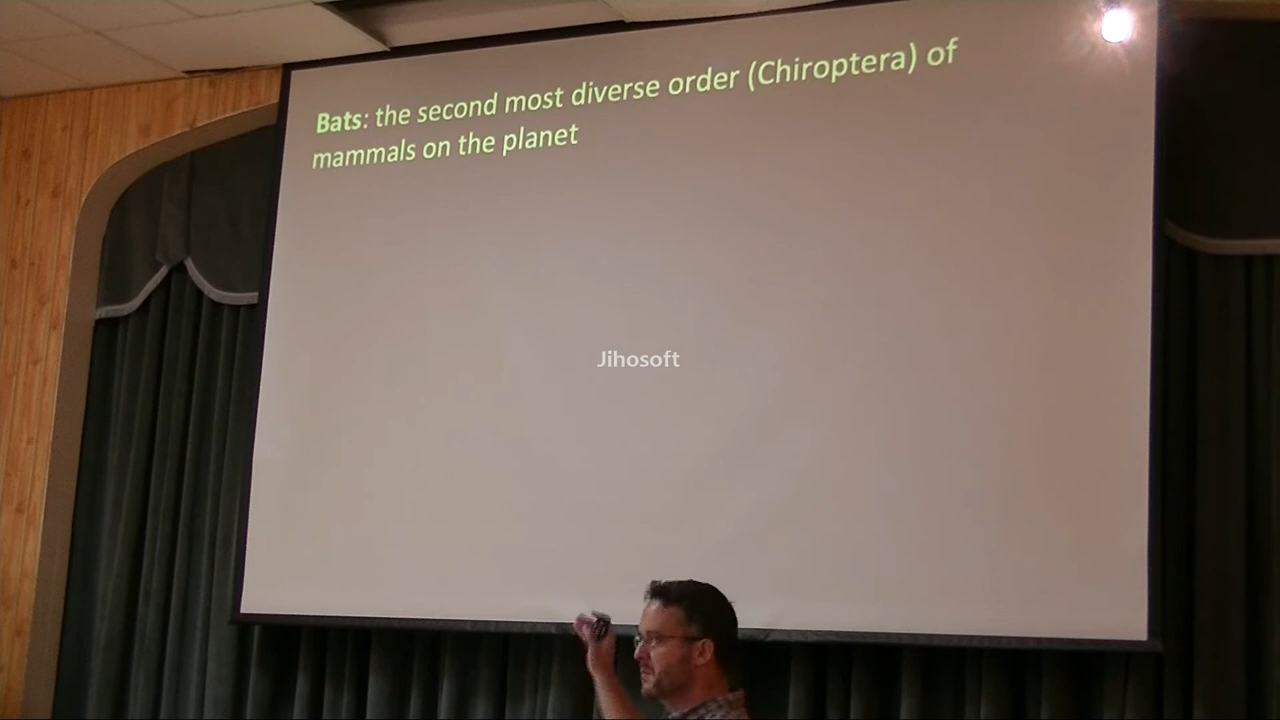 Bats: the second most diverse order (Chiroptera) of
mammals on the planet
Jihosoft